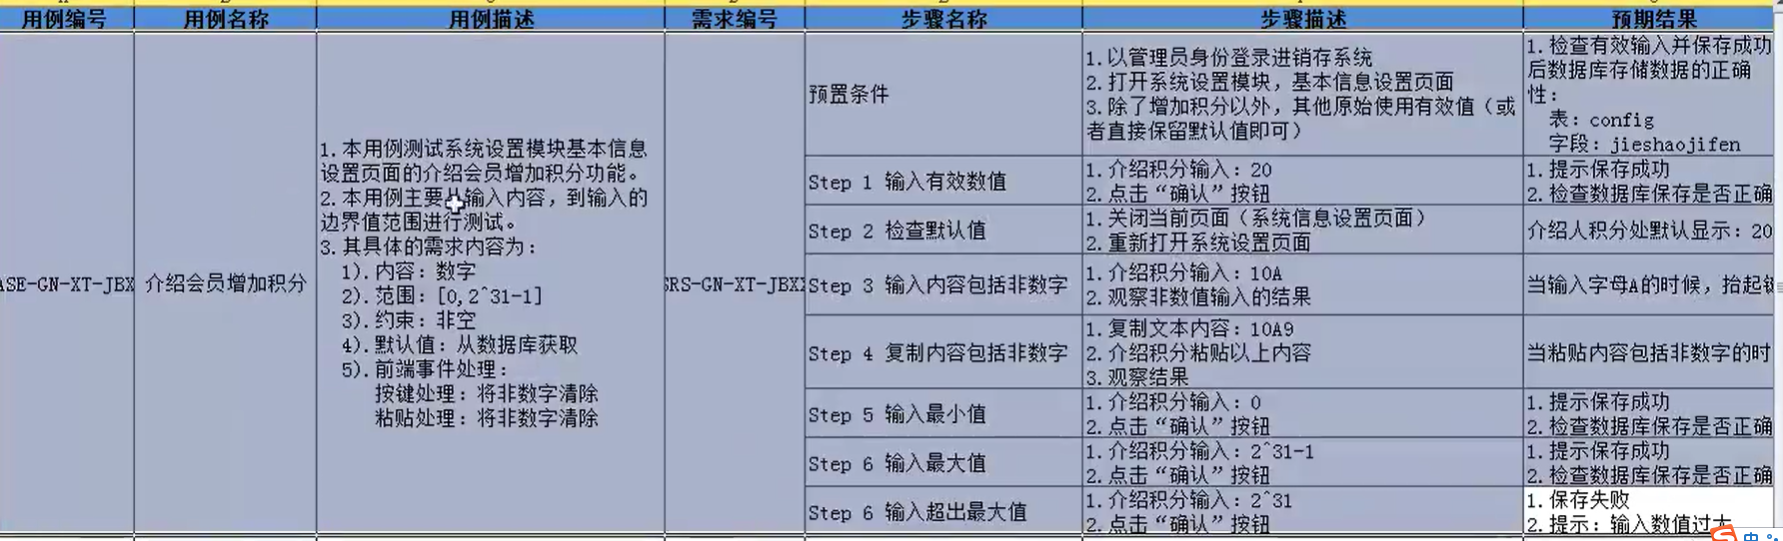 用例编号 用例名称 用例描述 需求编号 步骤名称 步骤描述 预期结果
ASE-GN-XT-JBX
介绍会员增加积分
1.本用例测试系统设置模块基本信息
设置页面的介绍会员增加积分功能。
2.本用例主要从输入内容，到输入的
边界值范围进行测试。
3.其具体的需求内容为：
1).内容：数字
2).范围：[0,2^31-1]
3).约束：非空
4).默认值：从数据库获取
5).前端事件处理：
按键处理：将非数字清除
粘贴处理：将非数字清除
SRS-GN-XT-JBX
预置条件
1.以管理员身份登录进销存系统
2.打开系统设置模块，基本信息设置页面
3.除了增加积分以外，其他原始使用有效值（或
者直接保留默认值即可）
1.检查有效输入并保存成功
后数据库存储数据的正确
性：
表：config
字段：jieshaojifen
Step 1 输入有效数值
1.介绍积分输入：20
2.点击“确认”按钮
1.提示保存成功
2.检查数据库保存是否正确
Step 2 检查默认值
1.关闭当前页面（系统信息设置页面）
2.重新打开系统设置页面
介绍人积分处默认显示：20
Step 3 输入内容包括非数字
1.介绍积分输入：10A
2.观察非数值输入的结果
当输入字母A的时候，抬起键
Step 4 复制内容包括非数字
1.复制文本内容：10A9
2.介绍积分粘贴以上内容
3.观察结果
当粘贴内容包括非数字的时
Step 5 输入最小值
1.介绍积分输入：0
2.点击“确认”按钮
1.提示保存成功
2.检查数据库保存是否正确
Step 6 输入最大值
1.介绍积分输入：2^31-1
2.点击“确认”按钮
1.提示保存成功
2.检查数据库保存是否正确
Step 6 输入超出最大值
1.介绍积分输入：2^31
2.点击“确认”按钮
1.保存失败
2.提示：输入数值过大
中